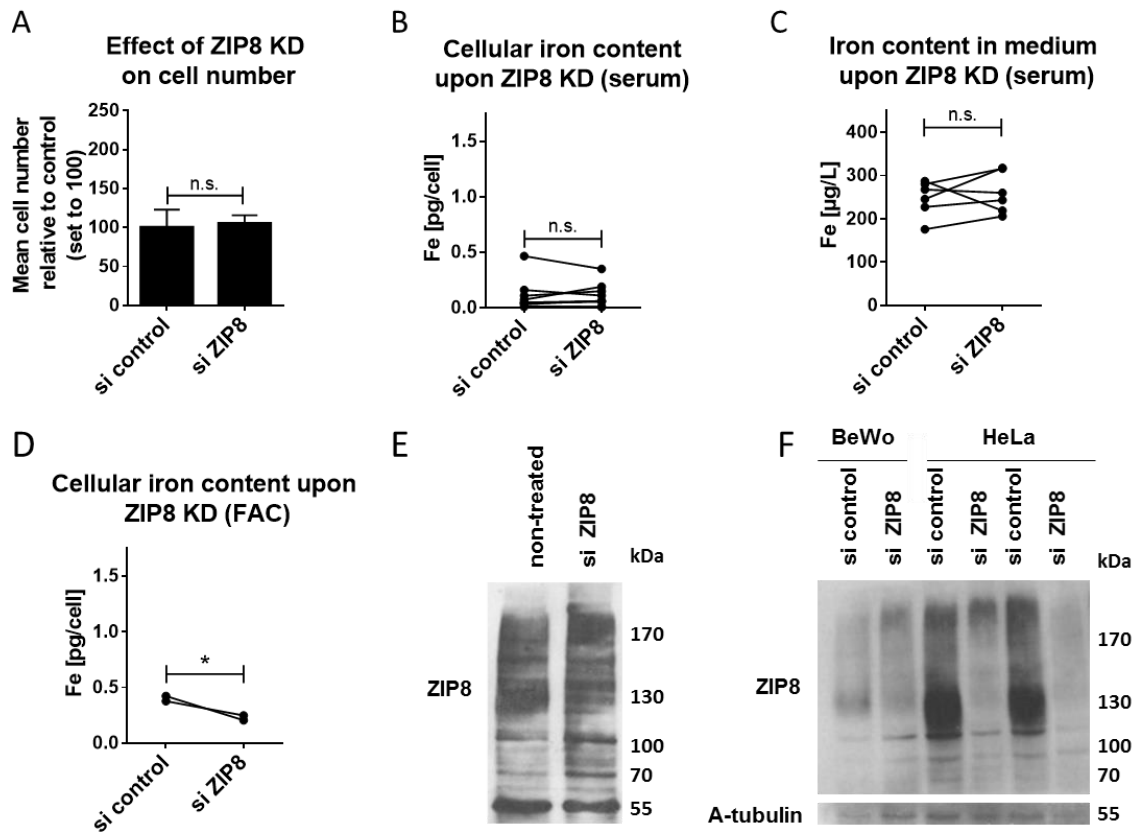 A
Effect of ZIP8 KD
on cell number
Mean cell number
relative to control
(set to 100)
250
200
150
100
50
0
n.s.
si control
si ZIP8
B
Cellular iron content
upon ZIP8 KD (serum)
Fe [pg/cell]
1.5
1.0
0.5
0.0
n.s.
si control
si ZIP8
C
Iron content in medium
upon ZIP8 KD (serum)
Fe [µg/L]
400
300
200
100
0
n.s.
si control
si ZIP8
D
Cellular iron content upon
ZIP8 KD (FAC)
Fe [pg/cell]
1.5
1.0
0.5
0.0
*
si control
si ZIP8
E
non-treated
si ZIP8
kDa
ZIP8
170
130
100
70
55
F
BeWo
HeLa
si control
si ZIP8
si control
si ZIP8
si control
si ZIP8
kDa
ZIP8
170
130
100
70
A-tubulin
55